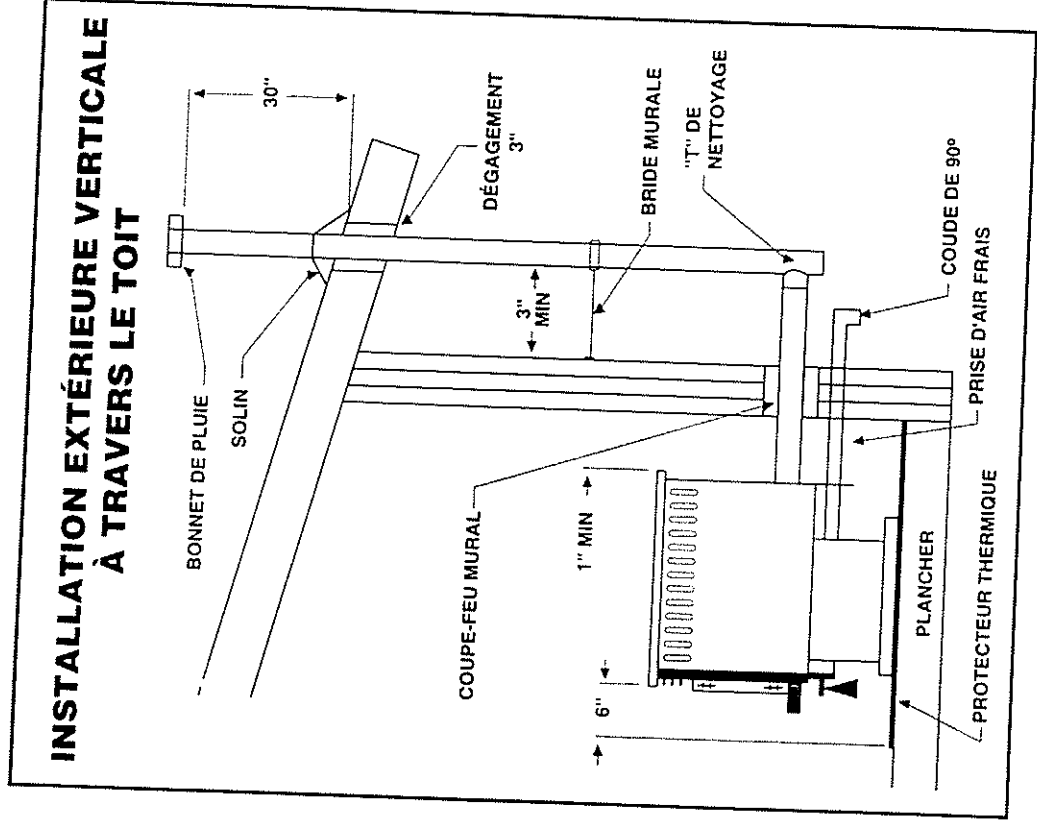 INSTALLATION EXTÉRIEURE VERTICALE
À TRAVERS LE TOIT
BONNET DE PLUIE
SOLIN
30"
DÉGAGEMENT
3"
3"
MIN
BRIDE MURALE
"T" DE
NETTOYAGE
COUPE-FEU MURAL
1" MIN
6"
COUDE DE 90º
PRISE D'AIR FRAIS
PLANCHER
PROTECTEUR THERMIQUE